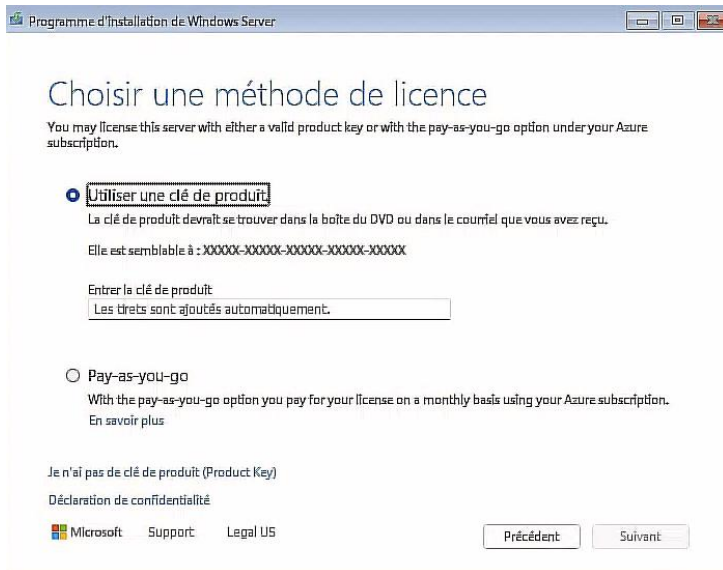 Programme d'installation de Windows Server
Choisir une méthode de licence
You may license this server with either a valid product key or with the pay-as-you-go option under your Azure
subscription.
Utiliser une clé de produit
La clé de produit devrait se trouver dans la boîte du DVD ou dans le courriel que vous avez reçu.
Elle est semblable à : XXXXX-XXXXX-XXXXX-XXXXX-XXXXX
Entrer la clé de produit
Les tirets sont ajoutés automatiquement.
Pay-as-you-go
With the pay-as-you-go option you pay for your license on a monthly basis using your Azure subscription.
En savoir plus
Je n'ai pas de clé de produit (Product Key)
Déclaration de confidentialité
Microsoft Support Legal US
Précédent Suivant